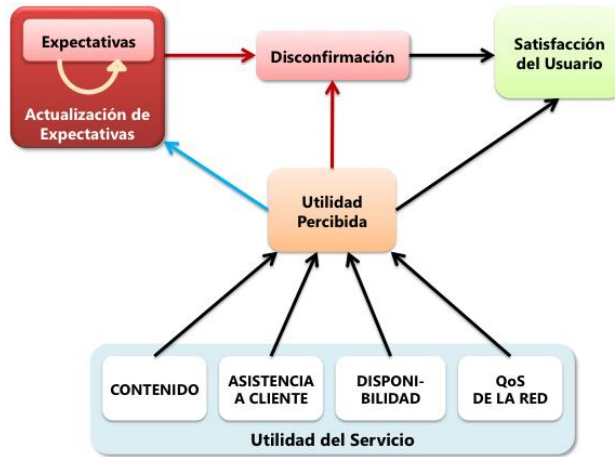 Expectativas
Actualización de
Expectativas
Disconfirmación
Satisfacción
del Usuario
Utilidad
Percibida
CONTENIDO
ASISTENCIA
A CLIENTE
DISPONI-
BILIDAD
QoS
DE LA RED
Utilidad del Servicio